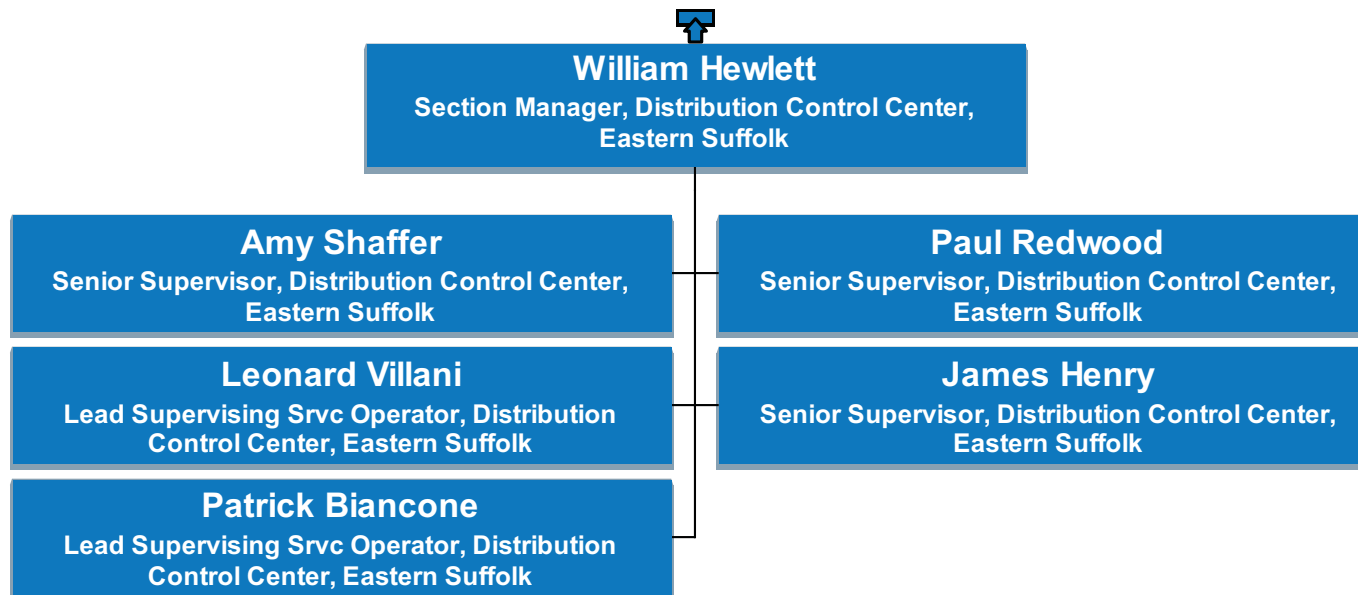 William Hewlett
Section Manager, Distribution Control Center,
Eastern Suffolk
Amy Shaffer
Senior Supervisor, Distribution Control Center,
Eastern Suffolk
Paul Redwood
Senior Supervisor, Distribution Control Center,
Eastern Suffolk
Leonard Villani
Lead Supervising Srvc Operator, Distribution
Control Center, Eastern Suffolk
James Henry
Senior Supervisor, Distribution Control Center,
Eastern Suffolk
Patrick Biancone
Lead Supervising Srvc Operator, Distribution
Control Center, Eastern Suffolk